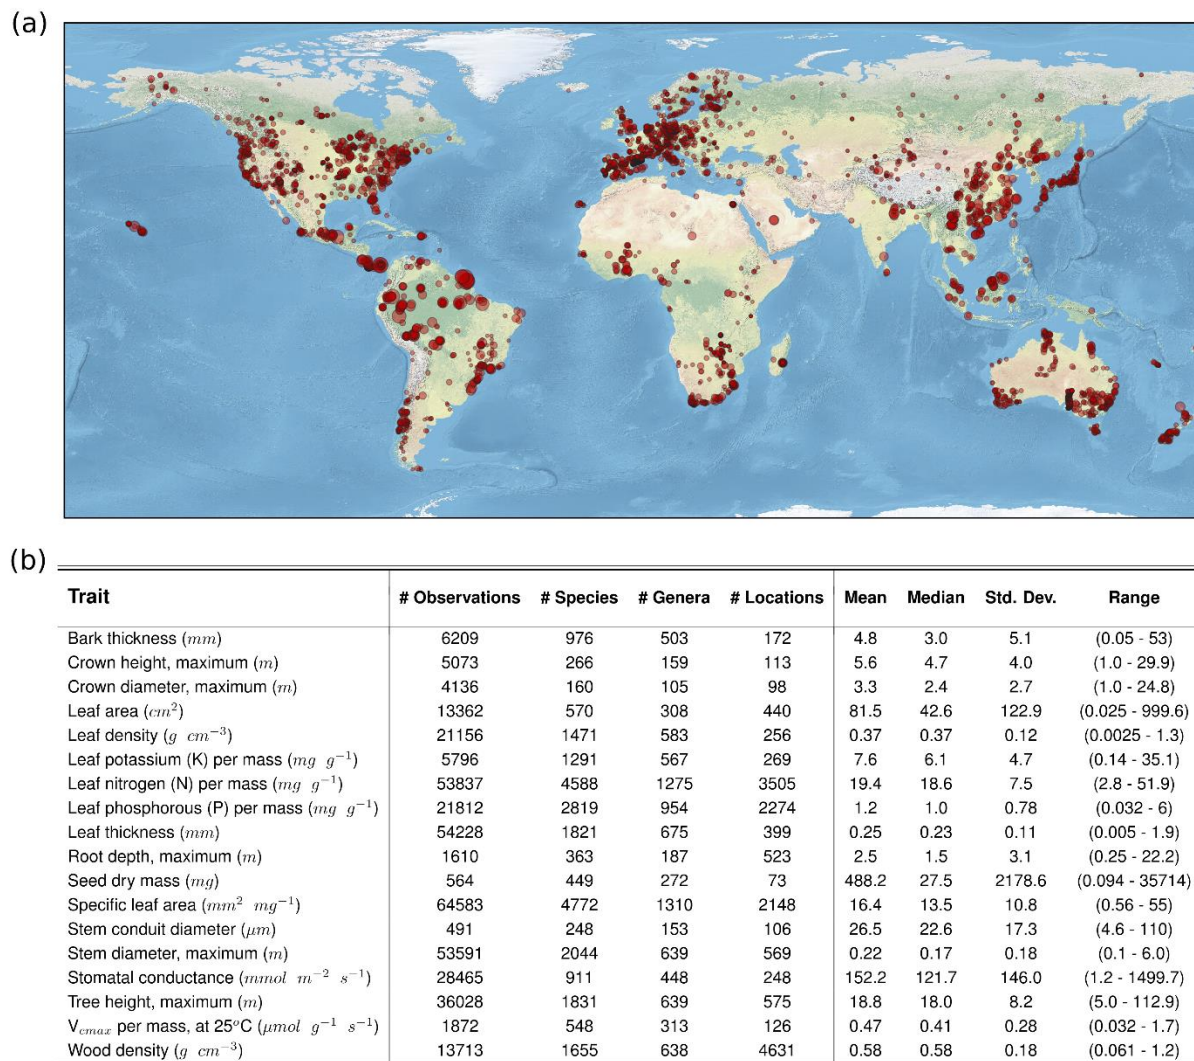 (a)
(b)
Trait # Observations # Species # Genera # Locations Mean Median Std. Dev. Range
Bark thickness (mm) 6209 976 503 172 4.8 3.0 5.1 (0.05 - 53)
Crown height, maximum (m) 5073 266 159 113 5.6 4.7 4.0 (1.0 - 29.9)
Crown diameter, maximum (m) 4136 160 105 98 3.3 2.4 2.7 (1.0 - 24.8)
Leaf area (cm²) 13362 570 308 440 81.5 42.6 122.9 (0.025 - 999.6)
Leaf density (g cm⁻³) 21156 1471 583 256 0.37 0.37 0.12 (0.0025 - 1.3)
Leaf potassium (K) per mass (mg g⁻¹) 5796 1291 567 269 7.6 6.1 4.7 (0.14 - 35.1)
Leaf nitrogen (N) per mass (mg g⁻¹) 53837 4588 1275 3505 19.4 18.6 7.5 (2.8 - 51.9)
Leaf phosphorous (P) per mass (mg g⁻¹) 21812 2819 954 2274 1.2 1.0 0.78 (0.032 - 6)
Leaf thickness (mm) 54228 1821 675 399 0.25 0.23 0.11 (0.005 - 1.9)
Root depth, maximum (m) 1610 363 187 523 2.5 1.5 3.1 (0.25 - 22.2)
Seed dry mass (mg) 564 449 272 73 488.2 27.5 2178.6 (0.094 - 35714)
Specific leaf area (mm² mg⁻¹) 64583 4772 1310 2148 16.4 13.5 10.8 (0.56 - 55)
Stem conduit diameter (μm) 491 248 153 106 26.5 22.6 17.3 (4.6 - 110)
Stem diameter, maximum (m) 53591 2044 639 569 0.22 0.17 0.18 (0.1 - 6.0)
Stomatal conductance (mmol m⁻² s⁻¹) 28465 911 448 248 152.2 121.7 146.0 (1.2 - 1499.7)
Tree height, maximum (m) 36028 1831 639 575 18.8 18.0 8.2 (5.0 - 112.9)
V_cmax per mass, at 25°C (μmol g⁻¹ s⁻¹) 1872 548 313 126 0.47 0.41 0.28 (0.032 - 1.7)
Wood density (g cm⁻³) 13713 1655 638 4631 0.58 0.58 0.18 (0.061 - 1.2)